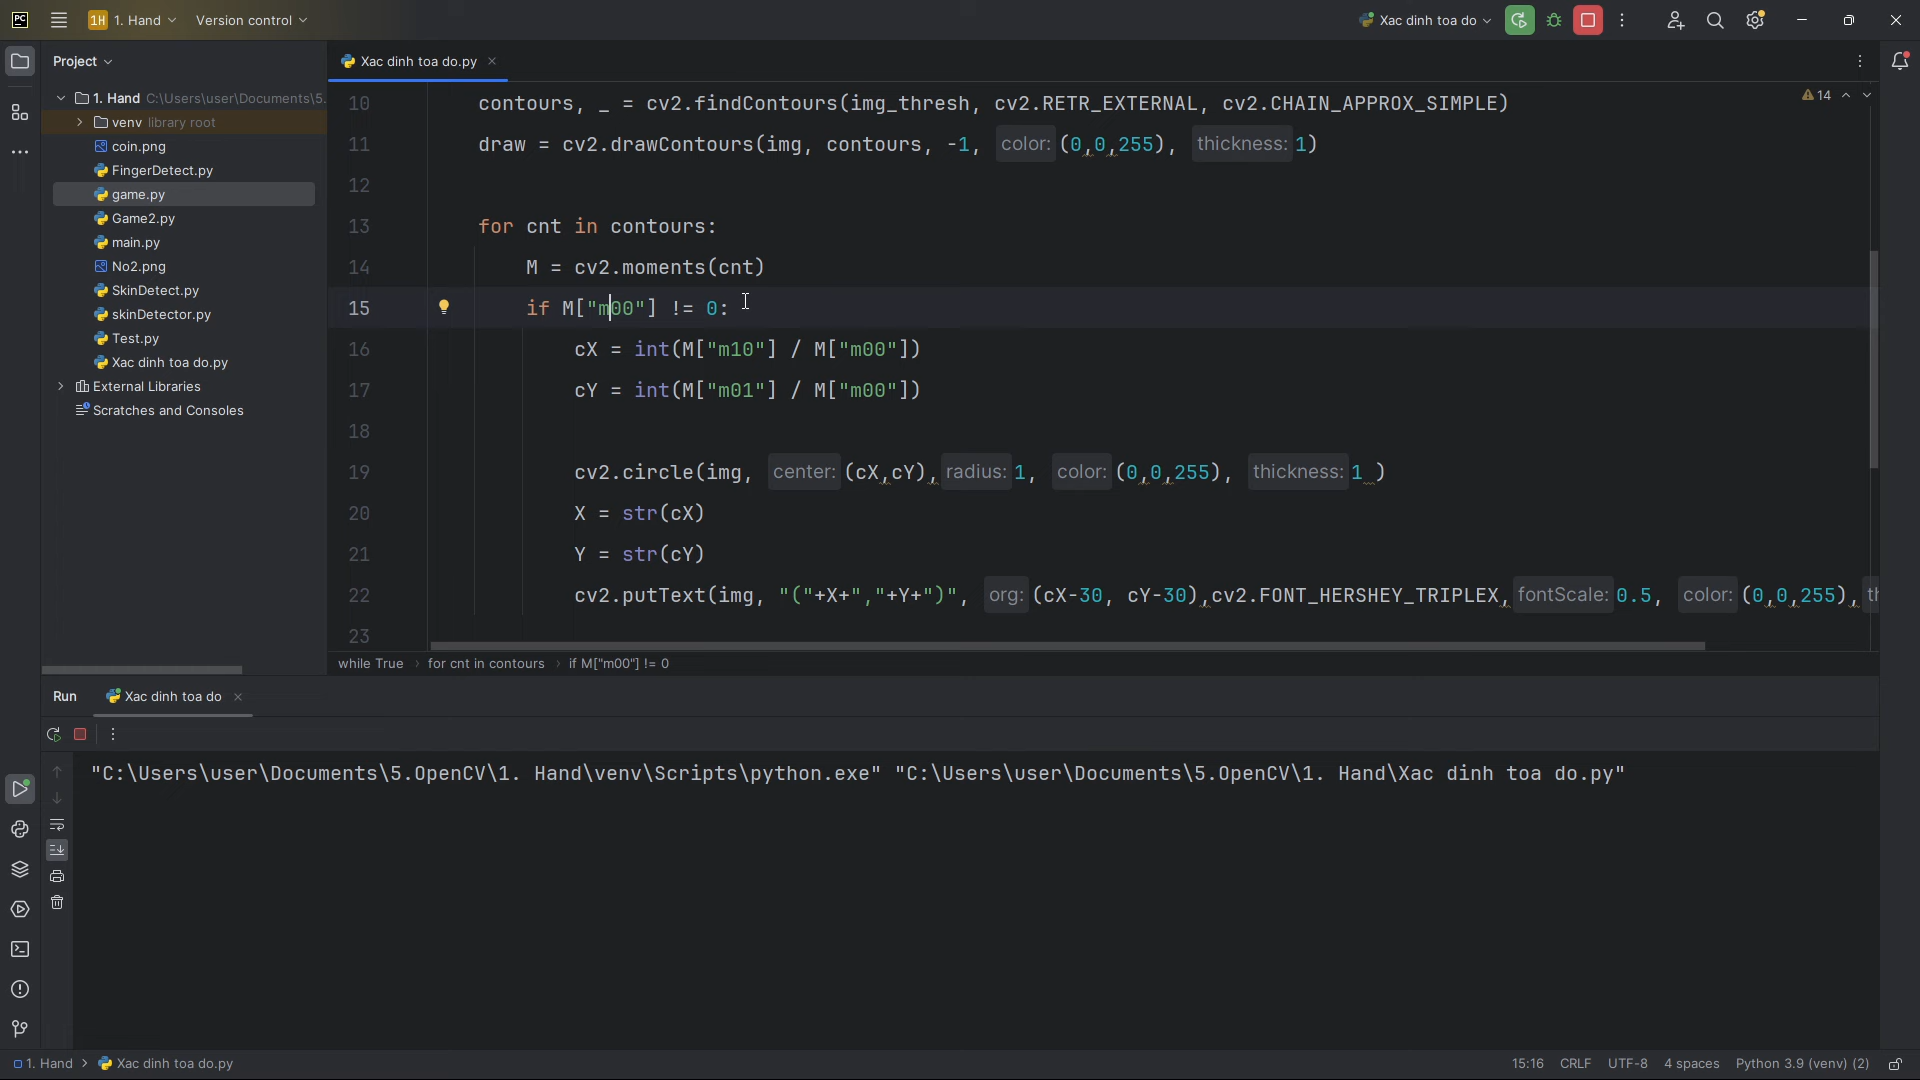 PC
1H 1. Hand
Version control
Xac dinh toa do
Project
1. Hand C:\Users\user\Documents\5.
venv library root
coin.png
FingerDetect.py
game.py
Game2.py
main.py
No2.png
SkinDetect.py
skinDetector.py
Test.py
Xac dinh toa do.py
External Libraries
Scratches and Consoles
Xac dinh toa do.py
14
10 contours, _ = cv2.findContours(img_thresh, cv2.RETR_EXTERNAL, cv2.CHAIN_APPROX_SIMPLE)
11 draw = cv2.drawContours(img, contours, -1, color: (0,0,255), thickness: 1)
12
13 for cnt in contours:
14 M = cv2.moments(cnt)
15 if M["m00"] != 0:
16 cX = int(M["m10"] / M["m00"])
17 cY = int(M["m01"] / M["m00"])
18
19 cv2.circle(img, center: (cX,cY), radius: 1, color: (0,0,255), thickness: 1 )
20 X = str(cX)
21 Y = str(cY)
22 cv2.putText(img, "("+X+","+Y+")", org: (cX-30, cY-30),cv2.FONT_HERSHEY_TRIPLEX, fontScale: 0.5, color: (0,0,255),
23
while True > for cnt in contours > if M["m00"] != 0
Run
Xac dinh toa do
"C:\Users\user\Documents\5.OpenCV\1. Hand\venv\Scripts\python.exe" "C:\Users\user\Documents\5.OpenCV\1. Hand\Xac dinh toa do.py"
1. Hand > Xac dinh toa do.py
15:16 CRLF UTF-8 4 spaces Python 3.9 (venv) (2)